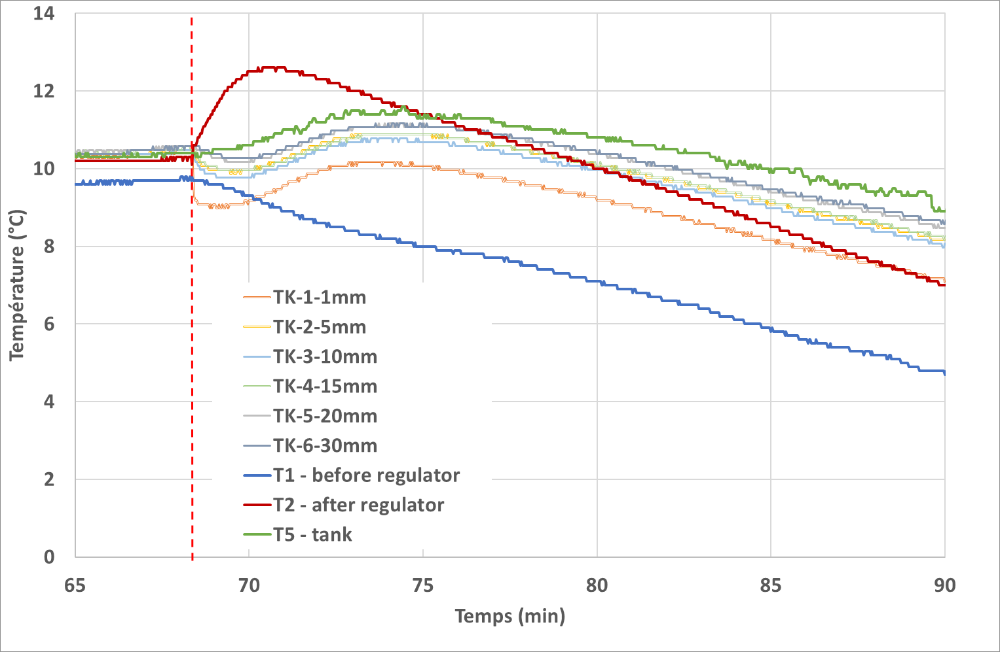 14
12
10
8
6
4
2
0
Température (°C)
TK-1-1mm
TK-2-5mm
TK-3-10mm
TK-4-15mm
TK-5-20mm
TK-6-30mm
T1 - before regulator
T2 - after regulator
T5 - tank
65 70 75 80 85 90
Temps (min)